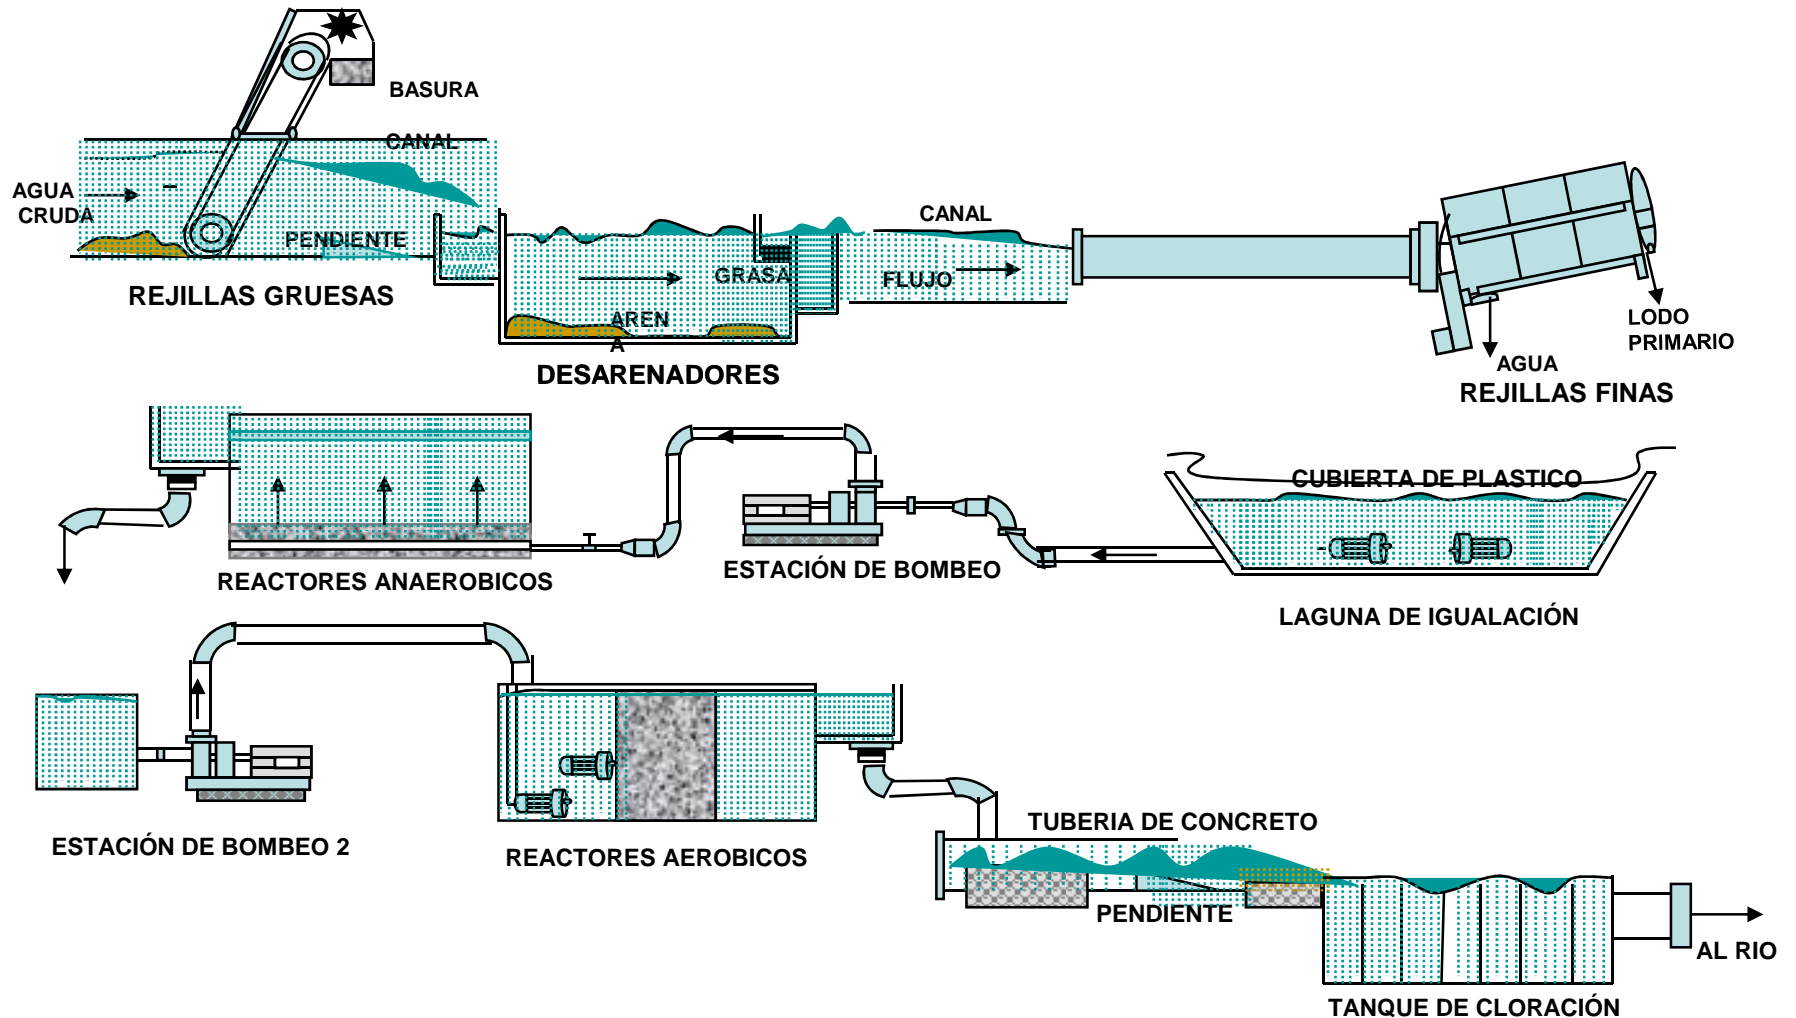 BASURA
CANAL
AGUA
CRUDA
PENDIENTE
REJILLAS GRUESAS
GRASA
AREN
A
DESARENADORES
CANAL
FLUJO
LODO
PRIMARIO
AGUA
REJILLAS FINAS
REACTORES ANAEROBICOS
ESTACIÓN DE BOMBEO
CUBIERTA DE PLASTICO
LAGUNA DE IGUALACIÓN
ESTACIÓN DE BOMBEO 2
REACTORES AEROBICOS
TUBERIA DE CONCRETO
PENDIENTE
AL RIO
TANQUE DE CLORACIÓN